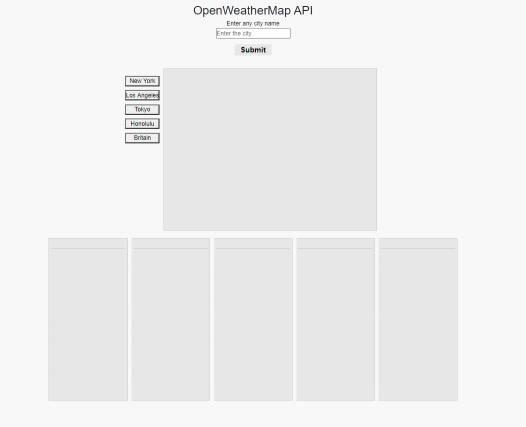 OpenWeatherMap API
Enter any city name
Enter the city
Submit
New York
Los Angeles
Tokyo
Honolulu
Britain